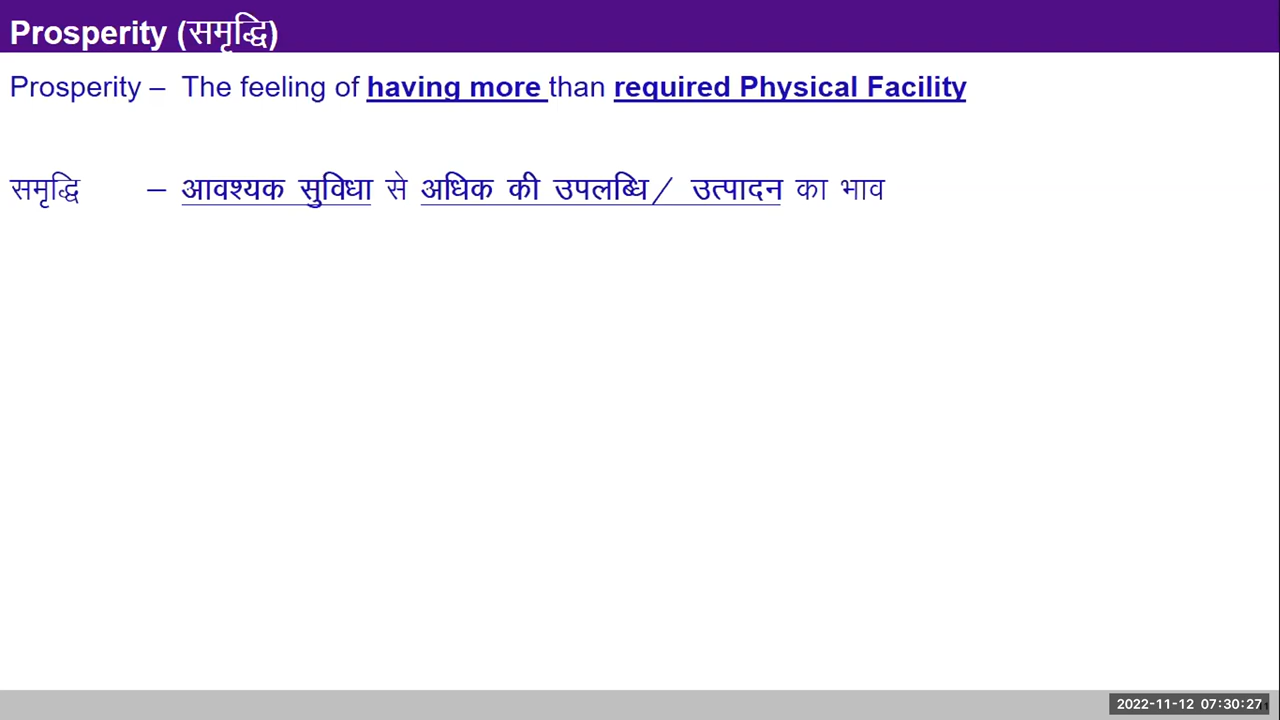 Prosperity (समृद्धि)
Prosperity – The feeling of having more than required Physical Facility
समृद्धि – आवश्यक सुविधा से अधिक की उपलब्धि/ उत्पादन का भाव
2022-11-12 07:30:27